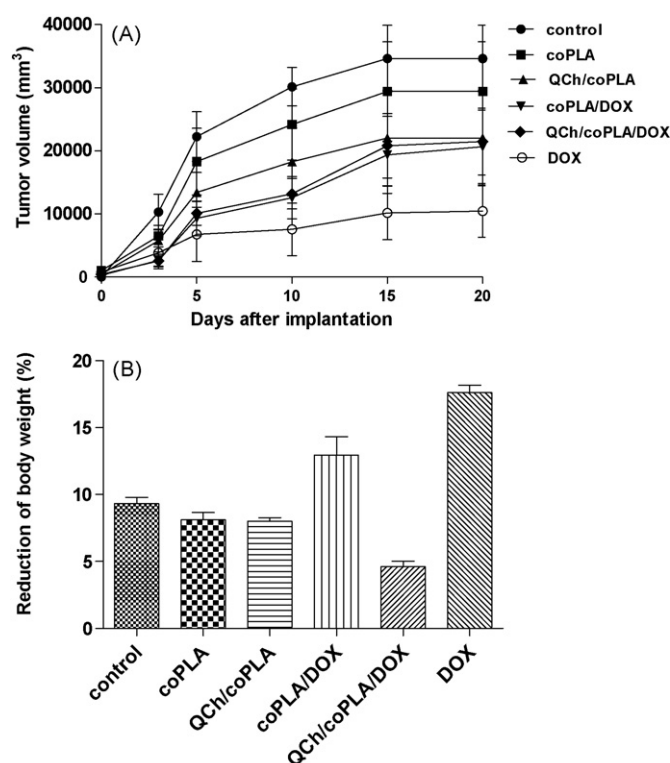 (A)
Tumor volume (mm³)
40000
30000
20000
10000
0
0 5 10 15 20
Days after implantation
control
coPLA
QCh/coPLA
coPLA/DOX
QCh/coPLA/DOX
DOX
(B)
Reduction of body weight (%)
20
15
10
5
0
control
coPLA
QCh/coPLA
coPLA/DOX
QCh/coPLA/DOX
DOX